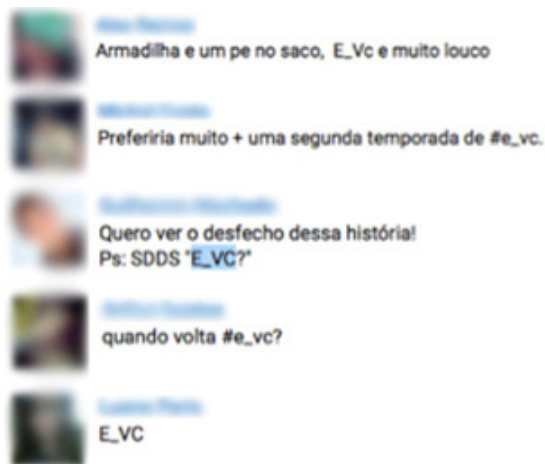 Armadilha e um pe no saco, E_Vc e muito louco
Preferiria muito + uma segunda temporada de #e_vc.
Quero ver o desfecho dessa história!
Ps: SDDS "E_VC?"
quando volta #e_vc?
E_VC